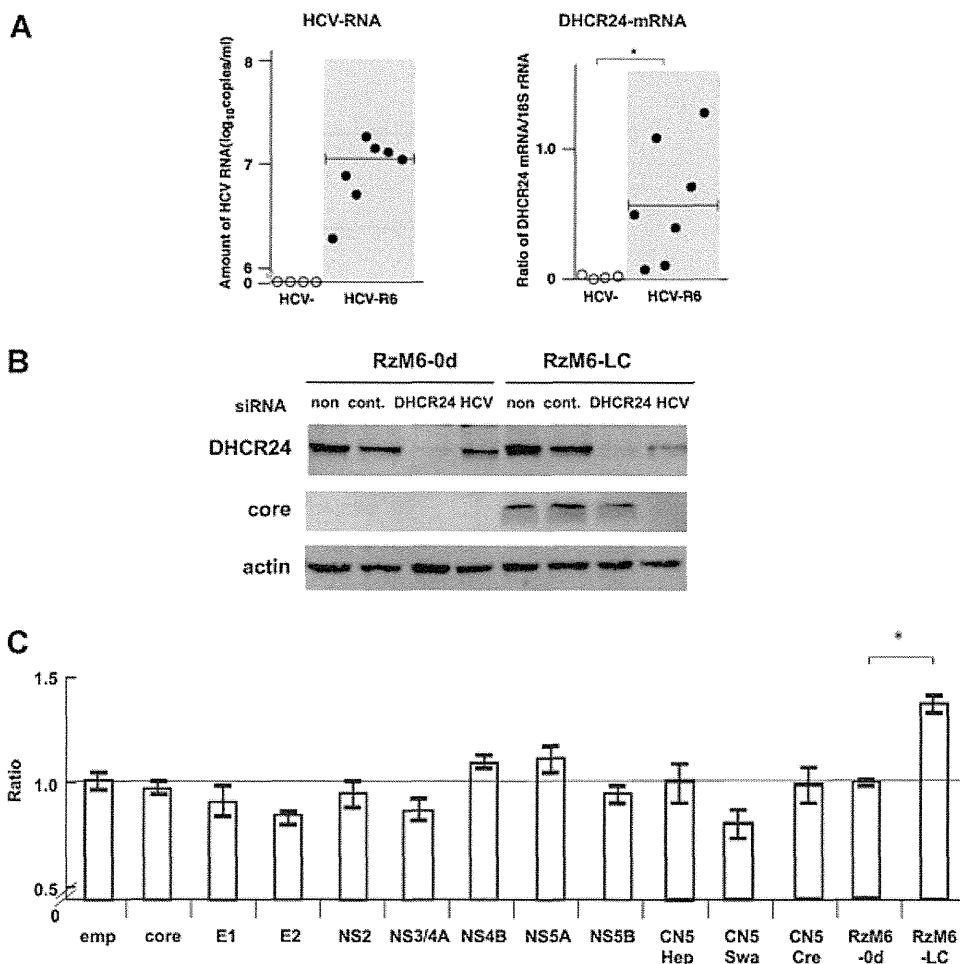 A
HCV-RNA
Amount of HCV RNA(log10copies/ml)
8
7
6
0
HCV-
HCV-R6
DHCR24-mRNA
*
Ratio of DHCR24 mRNA/18S rRNA
1.0
0
HCV-
HCV-R6
B
RzM6-0d RzM6-LC
siRNA non cont. DHCR24 HCV non cont. DHCR24 HCV
DHCR24
core
actin
C
*
Ratio
1.5
1.0
0.5
0
emp core E1 E2 NS2 NS3/4A NS4B NS5A NS5B CN5 CN5 CN5 RzM6 RzM6
Hep Swa Cre -0d -LC